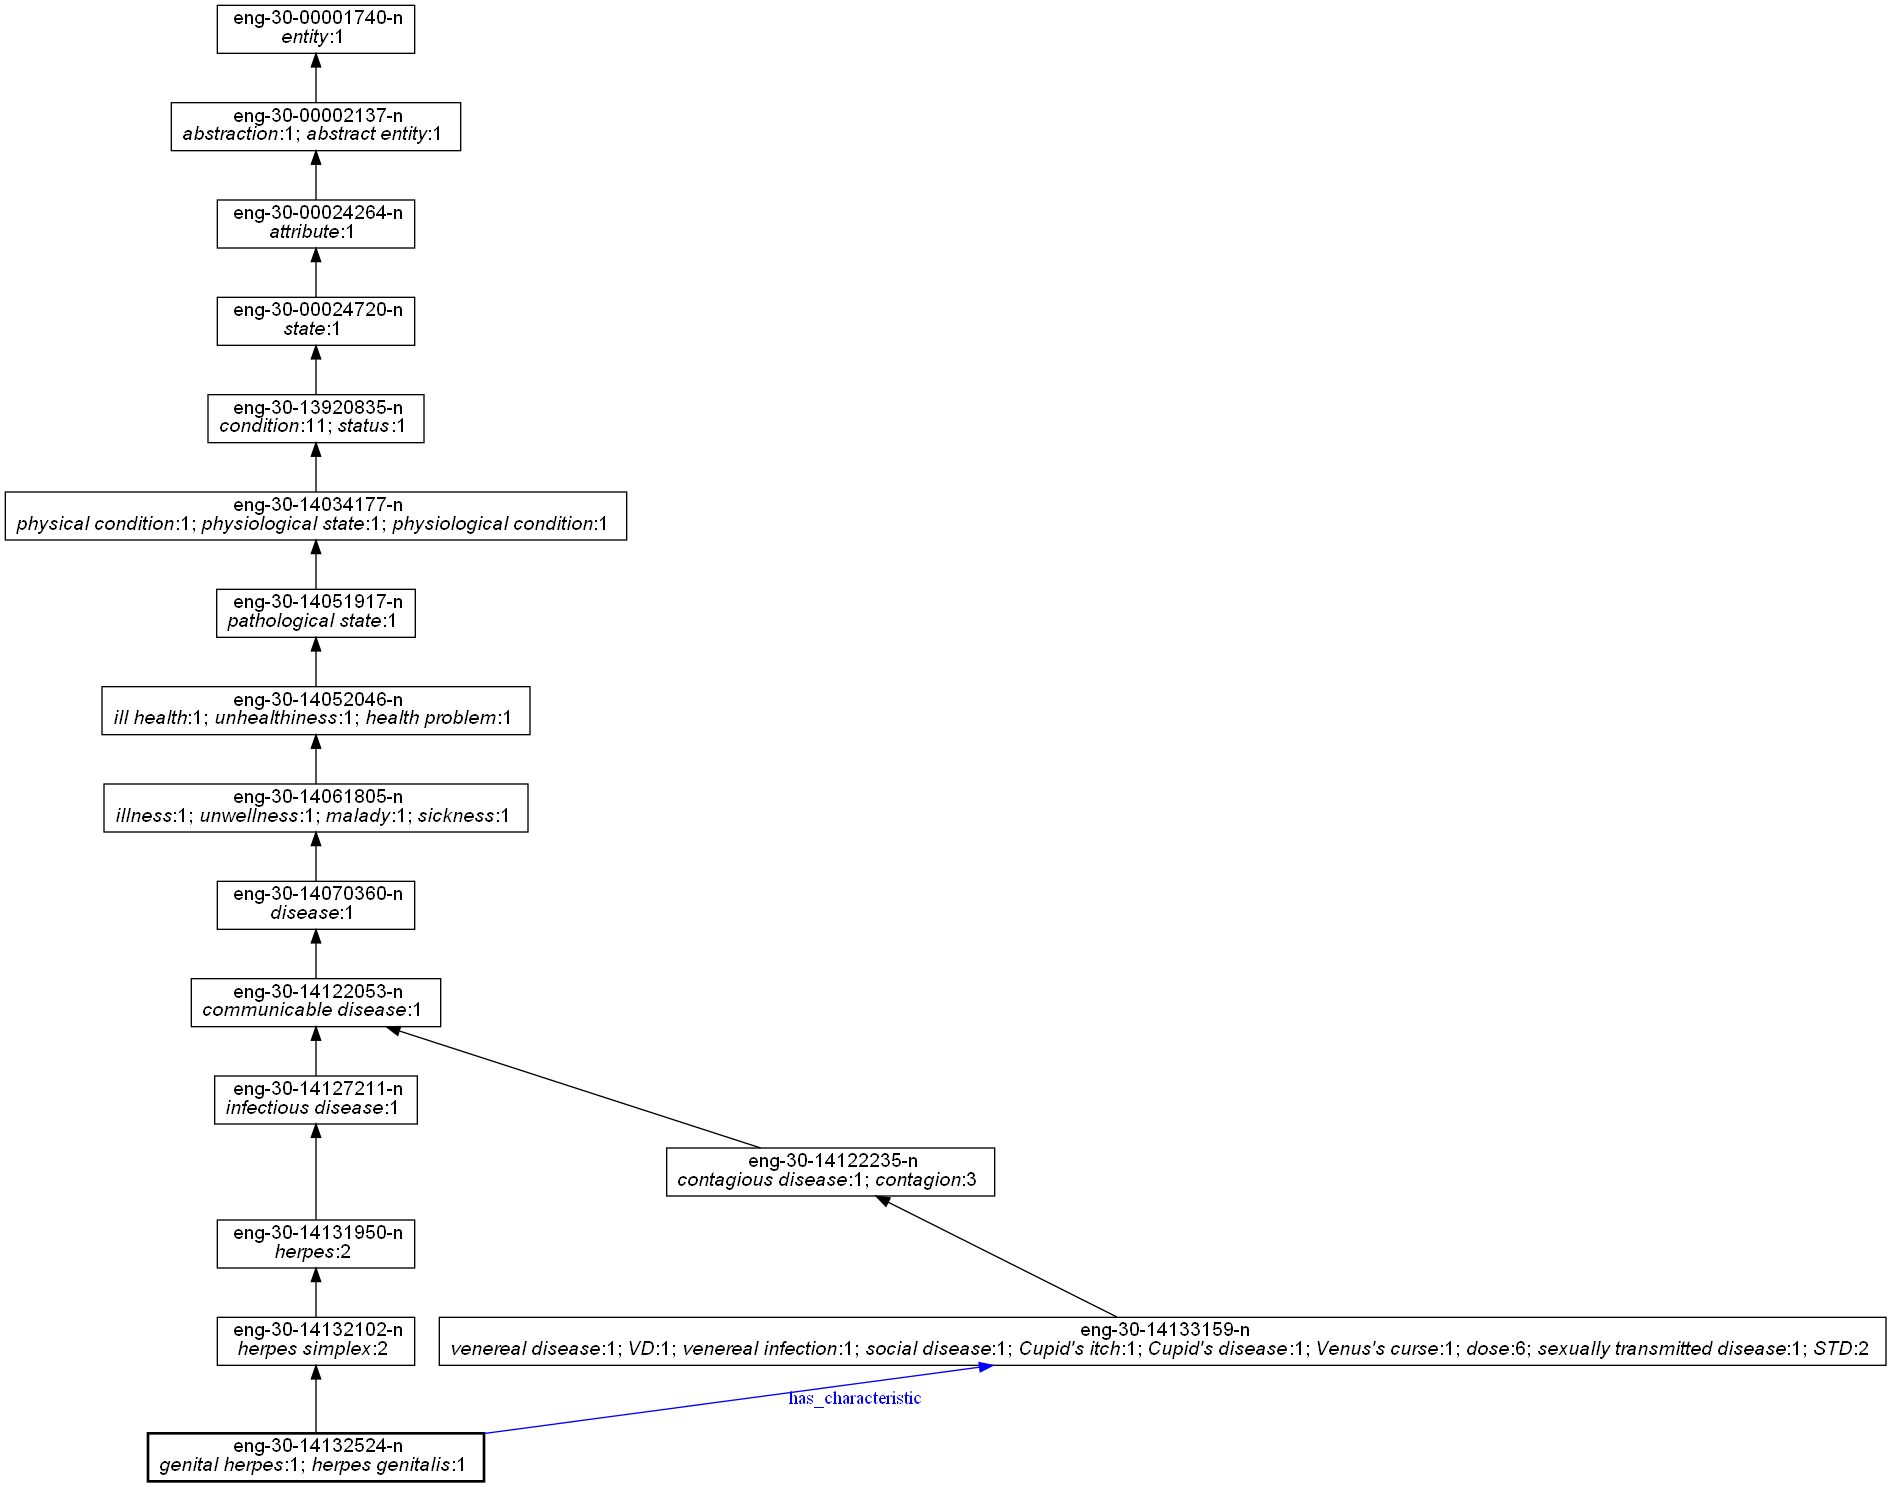 eng-30-00001740-n
entity:1
eng-30-00002137-n
abstraction:1; abstract entity:1
eng-30-00024264-n
attribute:1
eng-30-00024720-n
state:1
eng-30-13920835-n
condition:11; status:1
eng-30-14034177-n
physical condition:1; physiological state:1; physiological condition:1
eng-30-14051917-n
pathological state:1
eng-30-14052046-n
ill health:1; unhealthiness:1; health problem:1
eng-30-14061805-n
illness:1; unwellness:1; malady:1; sickness:1
eng-30-14070360-n
disease:1
eng-30-14122053-n
communicable disease:1
eng-30-14127211-n
infectious disease:1
eng-30-14122235-n
contagious disease:1; contagion:3
eng-30-14131950-n
herpes:2
eng-30-14132102-n
herpes simplex:2
eng-30-14133159-n
venereal disease:1; VD:1; venereal infection:1; social disease:1; Cupid's itch:1; Cupid's disease:1; Venus's curse:1; dose:6; sexually transmitted disease:1; STD:2
has_characteristic
eng-30-14132524-n
genital herpes:1; herpes genitalis:1